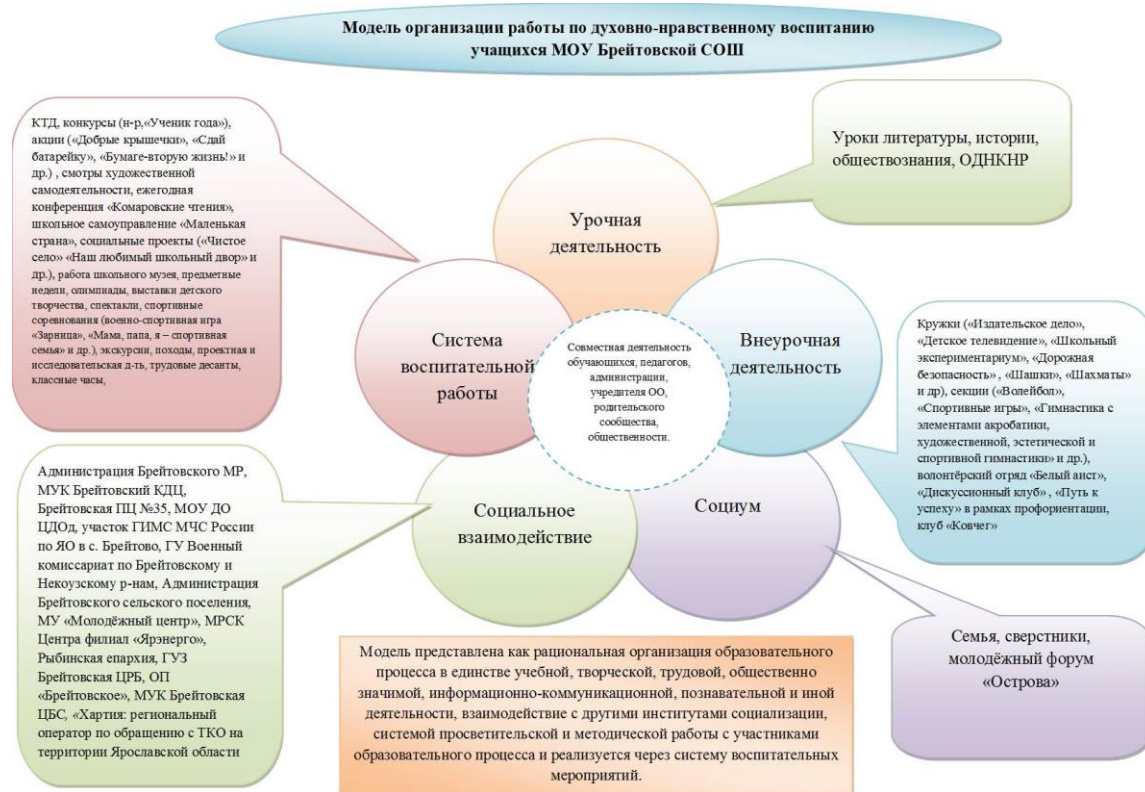 Модель организации работы по духовно-нравственному воспитанию
учащихся МОУ Брейтовской СОШ
КТД, конкурсы (н-р,«Ученик года»),
акции («Добрые крышечки», «Сдай
батарейку», «Бумаге-вторую жизнь!» и
др.) , смотры художественной
самодеятельности, ежегодная
конференция «Комаровские чтения»,
школьное самоуправление «Маленькая
страна», социальные проекты («Чистое
село» «Наш любимый школьный двор» и
др.), работа школьного музея, предметные
недели, олимпиады, выставки детского
творчества, спектакли, спортивные
соревнования (военно-спортивная игра
«Зарница», «Мама, папа, я – спортивная
семья» и др.), экскурсии, походы, проектная и
исследовательская д-ть, трудовые десанты,
классные часы,
Уроки литературы, истории,
обществознания, ОДНКНР
Урочная
деятельность
Система
воспитательной
работы
Совместная деятельность
обучающихся, педагогов,
администрации,
учредителя ОО,
родительского
сообщества,
общественности.
Внеурочная
деятельность
Кружки («Издательское дело»,
«Детское телевидение», «Школьный
экспериментариум», «Дорожная
безопасность» , «Шашки», «Шахматы»
и др), секции («Волейбол»,
«Спортивные игры», «Гимнастика с
элементами акробатики,
художественной, эстетической и
спортивной гимнастики» и др.),
волонтёрский отряд «Белый аист»,
«Дискуссионный клуб» , «Путь к
успеху» в рамках профориентации,
клуб «Ковчег»
Администрация Брейтовского МР,
МУК Брейтовский КДЦ,
Брейтовская ПЦ №35, МОУ ДО
ЦДОд, участок ГИМС МЧС России
по ЯО в с. Брейтово, ГУ Военный
комиссариат по Брейтовскому и
Некоузскому р-нам, Администрация
Брейтовского сельского поселения,
МУ «Молодёжный центр», МРСК
Центра филиал «Ярэнерго»,
Рыбинская епархия, ГУЗ
Брейтовская ЦРБ, ОП
«Брейтовское», МУК Брейтовская
ЦБС, «Хартия: региональный
оператор по обращению с ТКО на
территории Ярославской области
Социальное
взаимодействие
Социум
Семья, сверстники,
молодёжный форум
«Острова»
Модель представлена как рациональная организация образовательного
процесса в единстве учебной, творческой, трудовой, общественно
значимой, информационно-коммуникационной, познавательной и иной
деятельности, взаимодействие с другими институтами социализации,
системой просветительской и методической работы с участниками
образовательного процесса и реализуется через систему воспитательных
мероприятий.